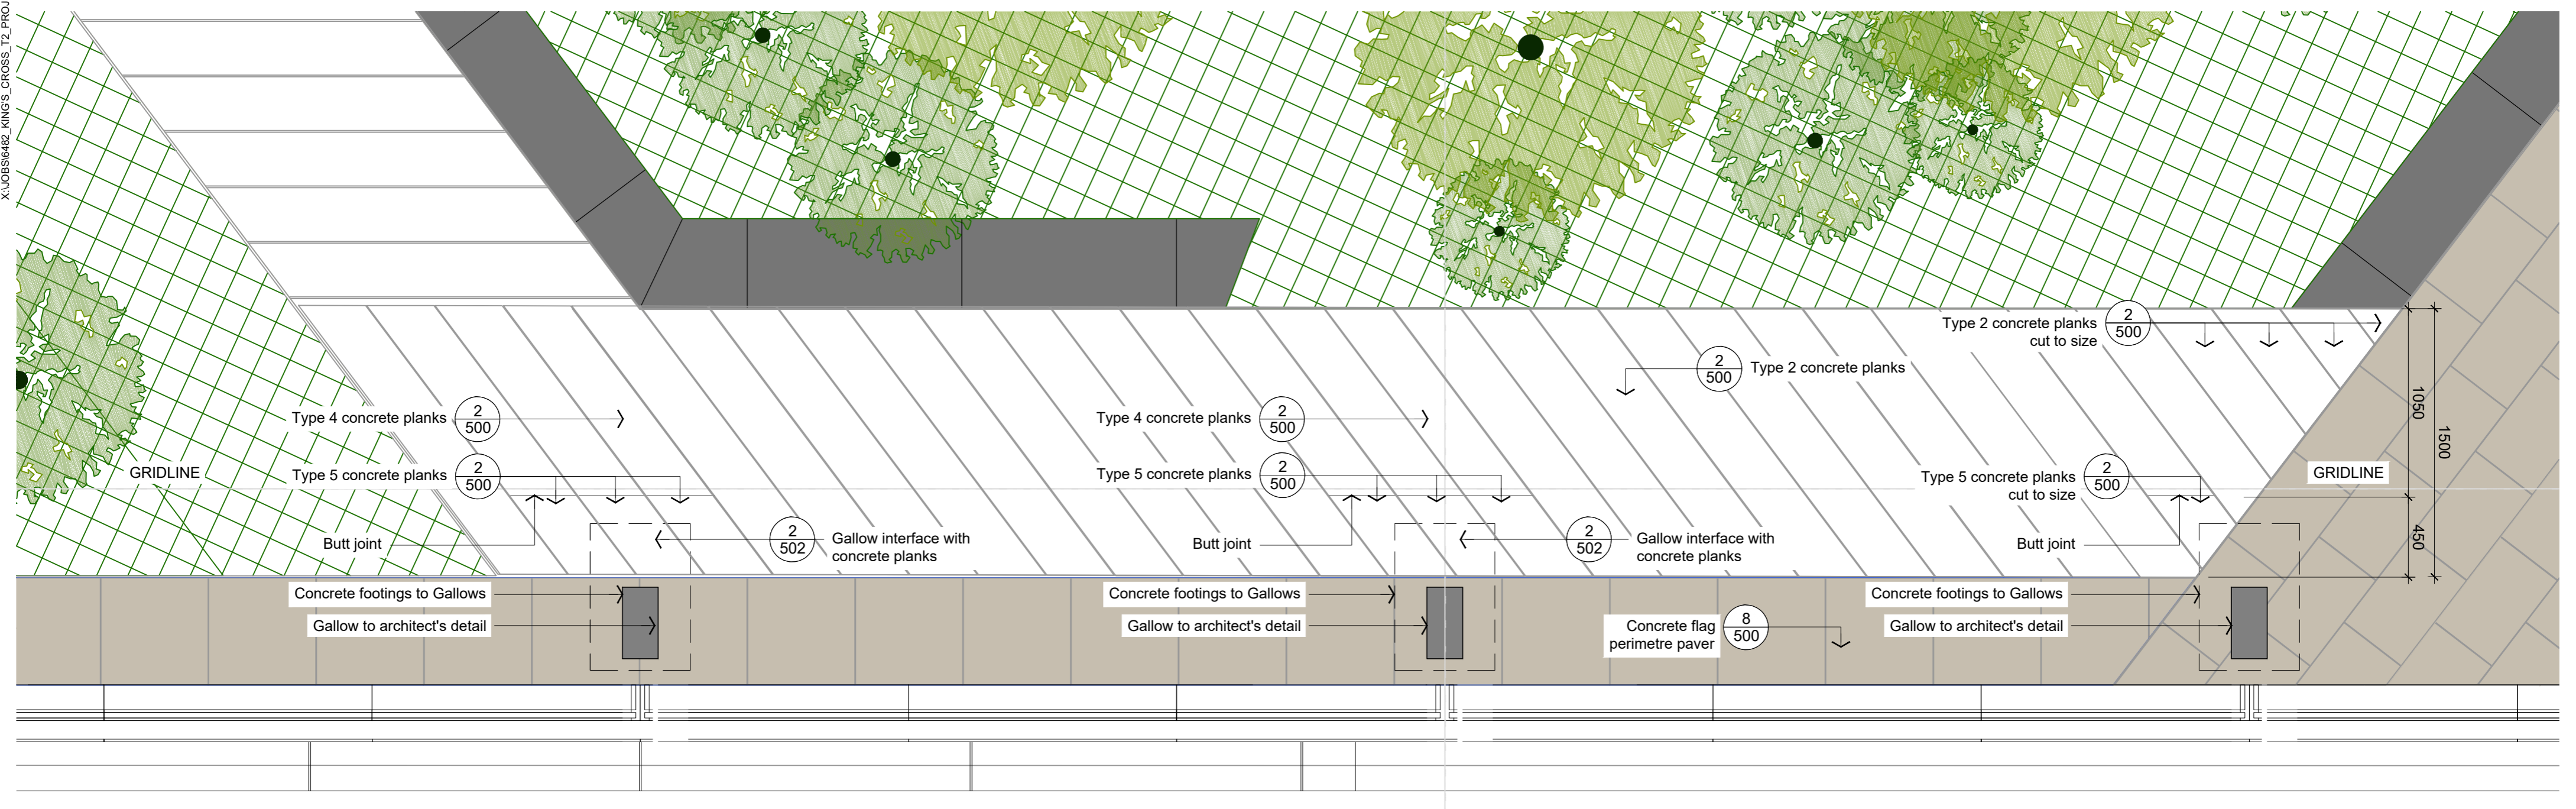 X:\JOBS\6482_KING'S_CROSS_T2_PROJ
Type 2 concrete planks
cut to size
2
500
2
500
Type 2 concrete planks
Type 4 concrete planks
2
500
Type 4 concrete planks
2
500
1050
1500
GRIDLINE
Type 5 concrete planks
2
500
Type 5 concrete planks
2
500
Type 5 concrete planks
cut to size
2
500
GRIDLINE
Butt joint
2
502
Gallow interface with
concrete planks
Butt joint
2
502
Gallow interface with
concrete planks
Butt joint
450
Concrete footings to Gallows
Concrete footings to Gallows
Concrete footings to Gallows
Gallow to architect's detail
Gallow to architect's detail
Concrete flag
perimetre paver
8
500
Gallow to architect's detail